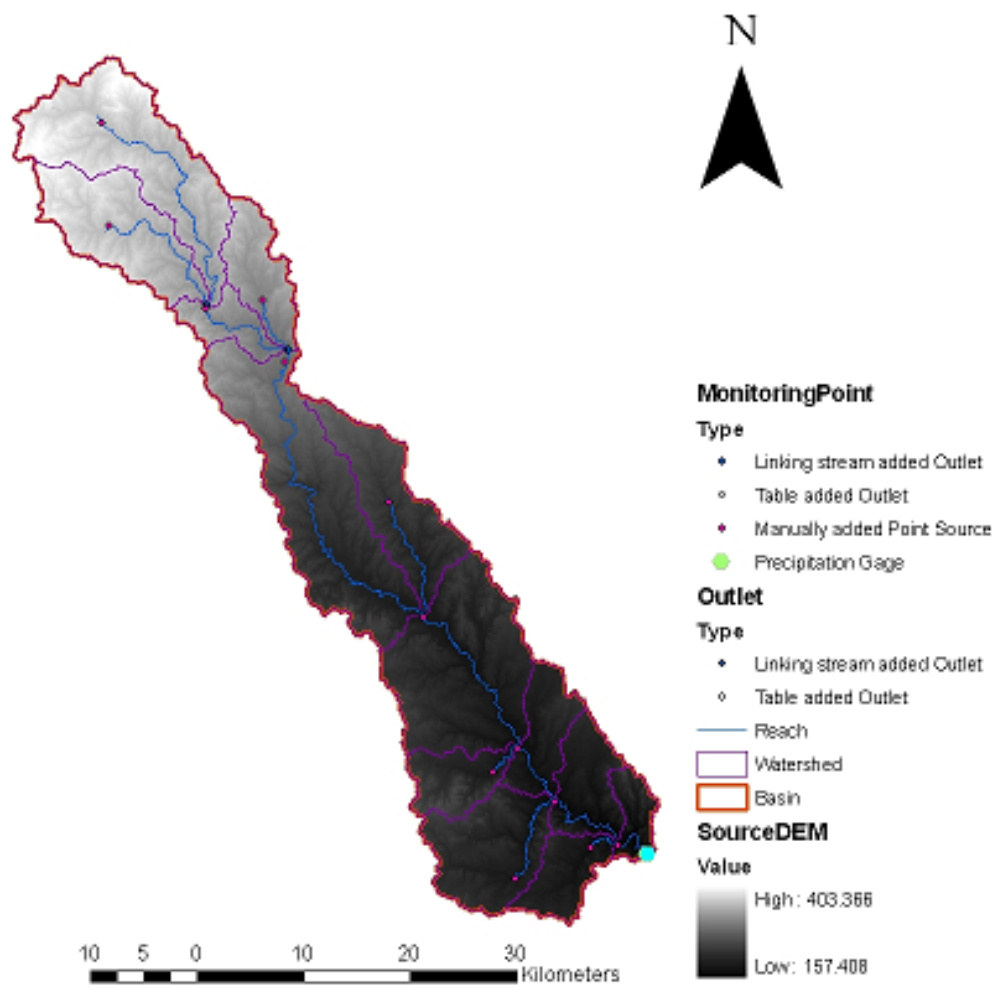 N
MonitoringPoint
Type
Linking stream added Outlet
Table added Outlet
Manually added Point Source
Precipitation Gage
Outlet
Type
Linking stream added Outlet
Table added Outlet
Reach
Watershed
Basin
SourceDEM
Value
High : 403.366
Low : 157.408
10 5 0 10 20 30
Kilometers